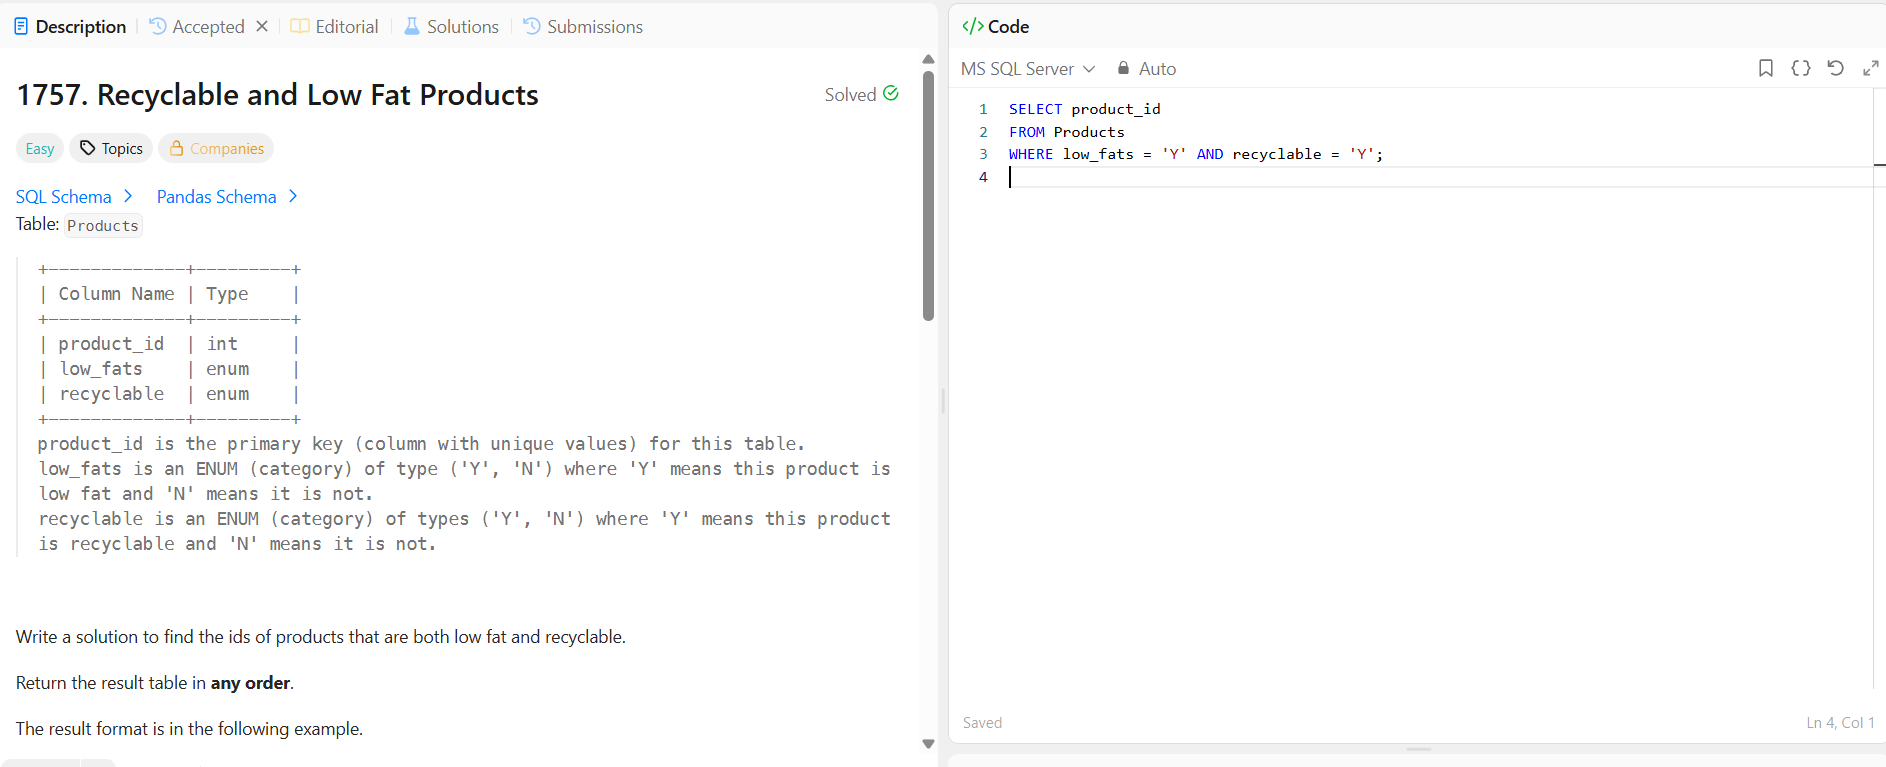 Description
Accepted
Editorial
Solutions
Submissions
1757. Recyclable and Low Fat Products
Solved
Easy
Topics
Companies
SQL Schema
Pandas Schema
Table: Products
+-------------+---------+
| Column Name | Type    |
+-------------+---------+
| product_id  | int     |
| low_fats    | enum    |
| recyclable  | enum    |
+-------------+---------+
product_id is the primary key (column with unique values) for this table.
low_fats is an ENUM (category) of type ('Y', 'N') where 'Y' means this product is
low fat and 'N' means it is not.
recyclable is an ENUM (category) of types ('Y', 'N') where 'Y' means this product
is recyclable and 'N' means it is not.
Write a solution to find the ids of products that are both low fat and recyclable.
Return the result table in any order.
The result format is in the following example.
</> Code
MS SQL Server
Auto
{}
1 SELECT product_id
2 FROM Products
3 WHERE low_fats = 'Y' AND recyclable = 'Y';
4
Saved
Ln 4, Col 1